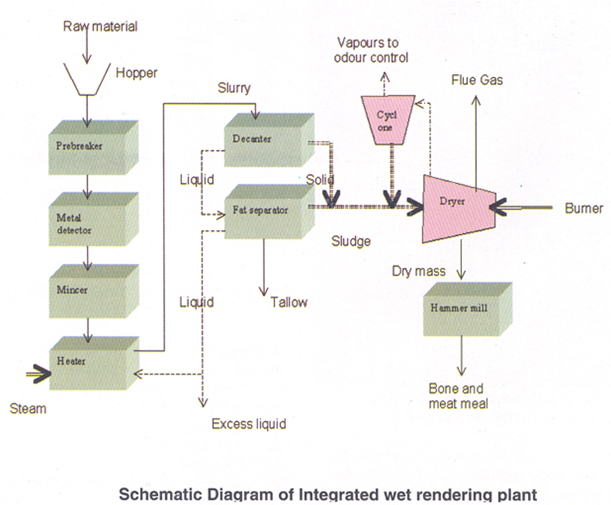 Raw material
Hopper
Prebreaker
Metal
detector
Mincer
Heater
Steam
Slurry
Decanter
Liquid
Solid
Fat separator
Sludge
Liquid
Tallow
Excess liquid
Vapours to
odour control
Cycl
one
Flue Gas
Dryer
Burner
Dry mass
Hammer mill
Bone and
meat meal
Schematic Diagram of Integrated wet rendering plant